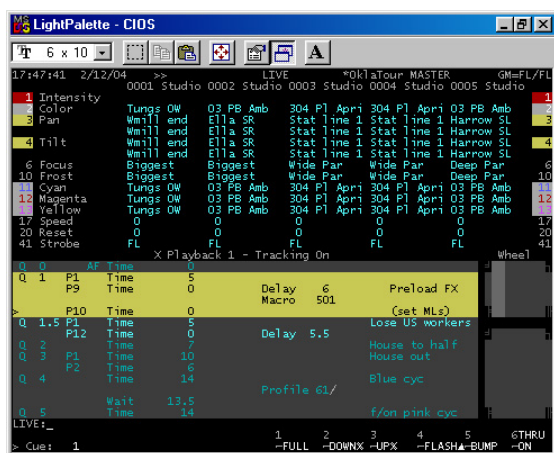 LightPalette - CIOS
6 x 10
A
17:47:41 2/12/04 >> LIVE *OklaTour MASTER GM=FL/FL
0001 Studio 0002 Studio 0003 Studio 0004 Studio 0005 Studio
1 Intensity 1
2 Color Tungs OW 03 PB Amb 304 Pl Apri 304 Pl Apri 03 PB Amb 2
3 Pan Wmill end Ella SR Stat line 1 Stat line 1 Harrow SL 3
Wmill end Ella SR Stat line 1 Stat line 1 Harrow SL
4 Tilt Wmill end Ella SR Stat line 1 Stat line 1 Harrow SL 4
Wmill end Ella SR Stat line 1 Stat line 1 Harrow SL
6 Focus Biggest Biggest Wide Par Wide Par Deep Par 6
10 Frost Biggest Biggest Wide Par Wide Par Deep Par 10
11 Cyan Tungs OW 03 PB Amb 304 Pl Apri 304 Pl Apri 03 PB Amb 11
12 Magenta Tungs OW 03 PB Amb 304 Pl Apri 304 Pl Apri 03 PB Amb 12
13 Yellow Tungs OW 03 PB Amb 304 Pl Apri 304 Pl Apri 03 PB Amb 13
17 Speed 0 0 0 0 0 17
20 Reset 0 0 0 0 0 20
41 Strobe FL FL FL FL FL 41
X Playback 1 - Tracking On Wheel
Q 0 AF Time 0
Q 1 P1 Time 5
P9 Time 0 Delay 6 Preload FX
Macro 501
> P10 Time 0 (set MLs)
Q 1.5 P1 Time 5 Lose US workers
P12 Time 0 Delay 5.5
Q 2 Time 7 House to half
Q 3 P1 Time 10 House out
P2 Time 6
Q 4 Time 14 Blue cyc
Profile 61/
Wait 13.5
Q 5 Time 14 f/on pink cyc
LIVE:_
1 2 3 4 5 6THRU
> Cue: 1 FULL DOWNX UPX FLASH BUMP ON